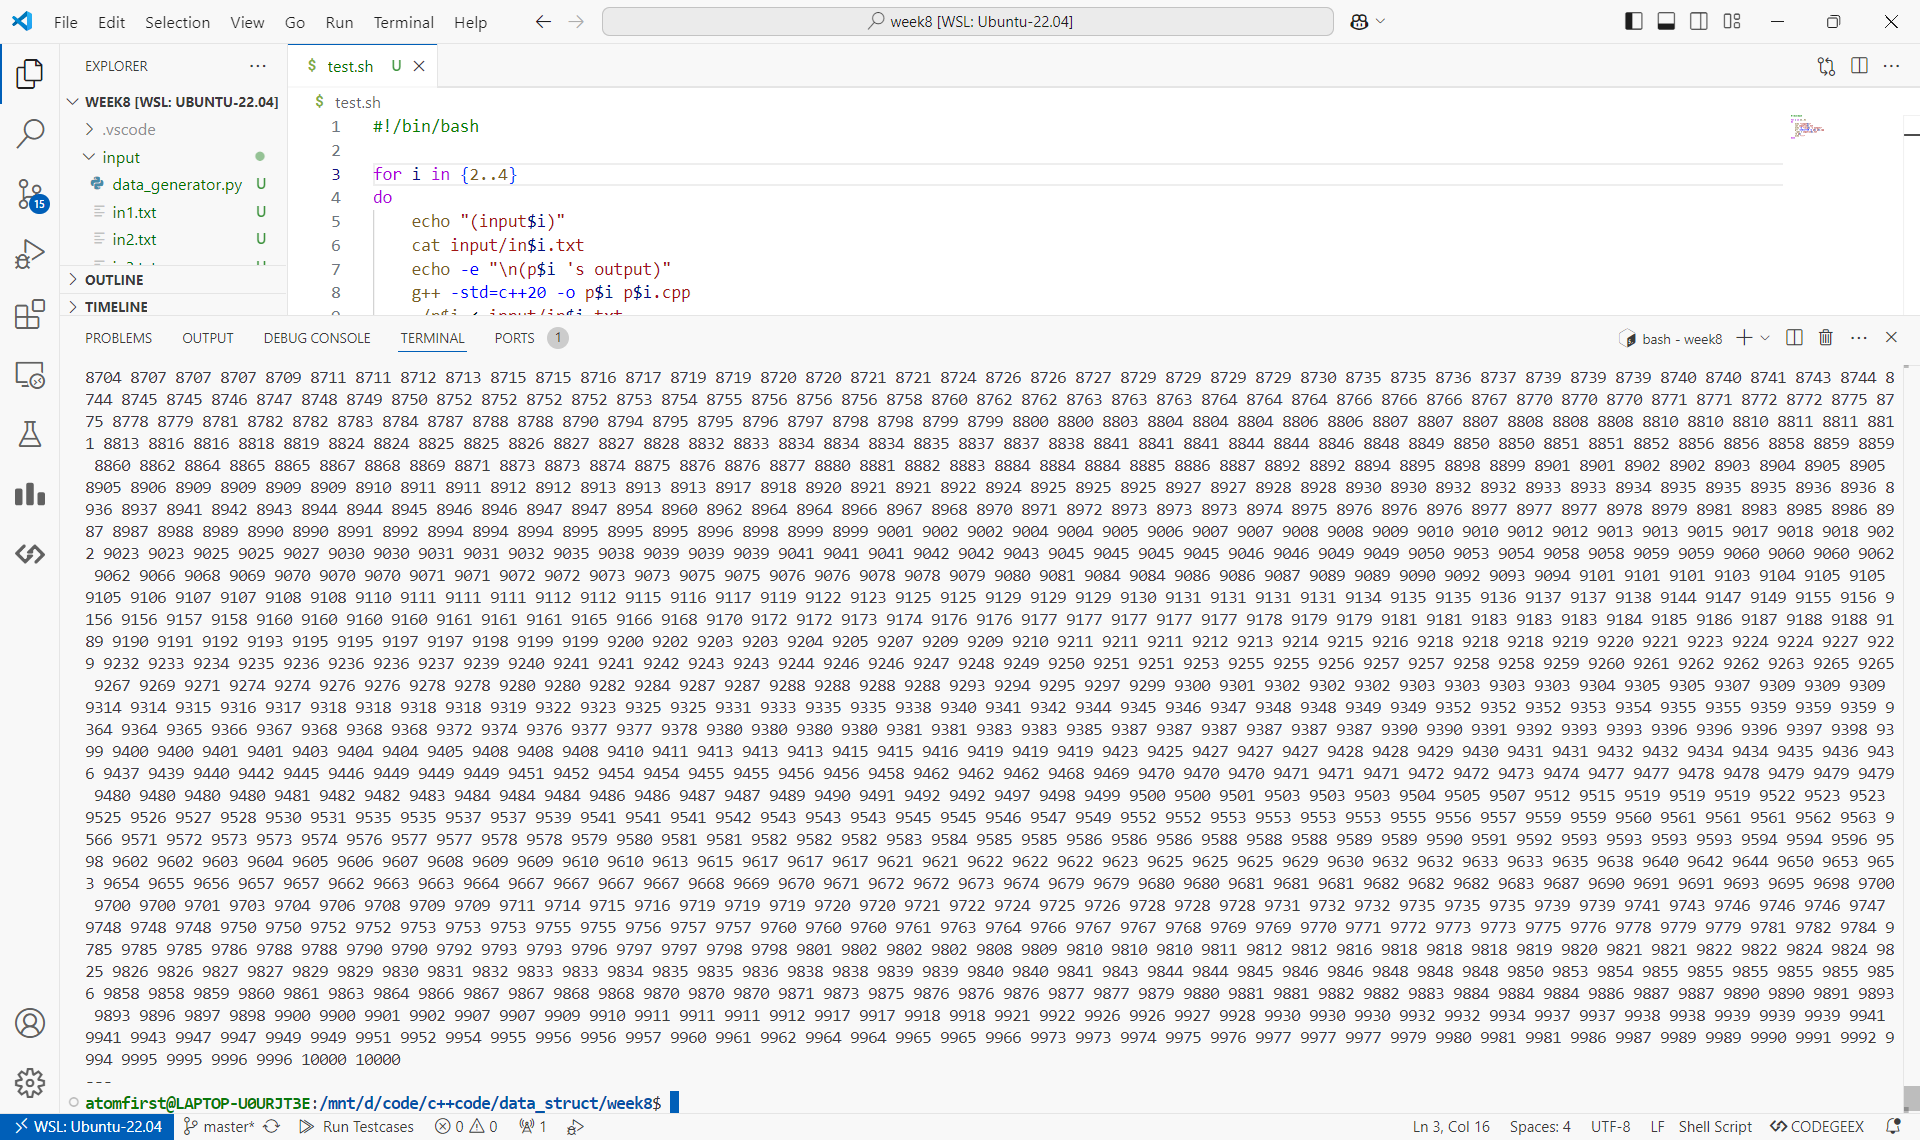 File Edit Selection View Go Run Terminal Help
week8 [WSL: Ubuntu-22.04]
EXPLORER
WEEK8 [WSL: UBUNTU-22.04]
.vscode
input
data_generator.py U
in1.txt U
in2.txt U
OUTLINE
TIMELINE
15
$ test.sh U
$ test.sh
1 #!/bin/bash
2
3 for i in {2..4}
4 do
5 echo "(input$i)"
6 cat input/in$i.txt
7 echo -e "\n(p$i 's output)"
8 g++ -std=c++20 -o p$i p$i.cpp
PROBLEMS OUTPUT DEBUG CONSOLE TERMINAL PORTS 1
bash - week8
8704 8707 8707 8707 8709 8711 8711 8712 8713 8715 8715 8716 8717 8719 8719 8720 8720 8721 8721 8724 8726 8726 8727 8729 8729 8729 8729 8730 8735 8735 8736 8737 8739 8739 8739 8740 8740 8741 8743 8744 8
744 8745 8745 8746 8747 8748 8749 8750 8752 8752 8752 8752 8753 8754 8755 8756 8756 8756 8758 8760 8762 8762 8763 8763 8763 8764 8764 8764 8766 8766 8766 8767 8770 8770 8770 8771 8771 8772 8772 8775 87
75 8778 8779 8781 8782 8782 8783 8784 8787 8788 8788 8790 8794 8795 8795 8796 8797 8798 8798 8799 8799 8800 8800 8803 8804 8804 8804 8806 8806 8807 8807 8807 8808 8808 8808 8810 8810 8810 8811 8811 881
1 8813 8816 8816 8818 8819 8824 8824 8825 8825 8826 8827 8827 8828 8832 8833 8834 8834 8834 8835 8837 8837 8838 8841 8841 8841 8844 8844 8846 8848 8849 8850 8850 8851 8851 8852 8856 8856 8858 8859 8859
8860 8862 8864 8865 8865 8867 8868 8869 8871 8873 8873 8874 8875 8876 8876 8877 8880 8881 8882 8883 8884 8884 8884 8885 8886 8887 8892 8892 8894 8895 8898 8899 8901 8901 8902 8902 8903 8904 8905 8905
8905 8906 8909 8909 8909 8909 8910 8911 8911 8912 8912 8913 8913 8913 8917 8918 8920 8921 8921 8922 8924 8925 8925 8925 8927 8927 8928 8928 8930 8930 8932 8932 8933 8933 8934 8935 8935 8935 8936 8936 8
936 8937 8941 8942 8943 8944 8944 8945 8946 8946 8947 8947 8954 8960 8962 8964 8964 8966 8967 8968 8970 8971 8972 8973 8973 8973 8974 8975 8976 8976 8976 8977 8977 8977 8978 8979 8981 8983 8985 8986 89
87 8987 8988 8989 8990 8990 8991 8992 8994 8994 8994 8995 8995 8995 8996 8998 8999 8999 9001 9002 9002 9004 9004 9005 9006 9007 9007 9008 9008 9009 9010 9010 9012 9012 9013 9013 9015 9017 9018 9018 902
2 9023 9023 9025 9025 9027 9030 9030 9031 9031 9032 9035 9038 9039 9039 9039 9041 9041 9041 9042 9042 9043 9045 9045 9045 9045 9046 9046 9049 9049 9050 9053 9054 9058 9058 9059 9059 9060 9060 9060 9062
9062 9066 9068 9069 9070 9070 9070 9071 9071 9072 9072 9073 9073 9075 9075 9076 9076 9078 9078 9079 9080 9081 9084 9084 9086 9086 9087 9089 9089 9090 9092 9093 9094 9101 9101 9101 9103 9104 9105 9105
9105 9106 9107 9107 9108 9108 9110 9111 9111 9111 9112 9112 9115 9116 9117 9119 9122 9123 9125 9125 9129 9129 9129 9130 9131 9131 9131 9131 9134 9135 9135 9136 9137 9137 9138 9144 9147 9149 9155 9156 9
156 9156 9157 9158 9160 9160 9160 9160 9161 9161 9161 9165 9166 9168 9170 9172 9172 9173 9174 9176 9176 9177 9177 9177 9177 9177 9178 9179 9179 9181 9181 9183 9183 9183 9184 9185 9186 9187 9188 9188 91
89 9190 9191 9192 9193 9195 9195 9197 9197 9198 9199 9199 9200 9202 9203 9203 9204 9205 9207 9209 9209 9210 9211 9211 9211 9212 9213 9214 9215 9216 9218 9218 9218 9219 9220 9221 9223 9224 9224 9227 922
9 9232 9233 9234 9235 9236 9236 9236 9237 9239 9240 9241 9241 9242 9243 9243 9244 9246 9246 9247 9248 9249 9250 9251 9251 9253 9255 9255 9256 9257 9257 9258 9258 9259 9260 9261 9262 9262 9263 9265 9265
9267 9269 9271 9274 9274 9276 9276 9278 9278 9280 9280 9282 9284 9287 9287 9288 9288 9288 9288 9293 9294 9295 9297 9299 9300 9301 9302 9302 9302 9303 9303 9303 9303 9304 9305 9305 9307 9309 9309 9309
9314 9314 9315 9316 9317 9318 9318 9318 9318 9319 9322 9323 9325 9325 9331 9333 9335 9335 9338 9340 9341 9342 9344 9345 9346 9347 9348 9348 9349 9349 9352 9352 9352 9353 9354 9355 9355 9359 9359 9359 9
364 9364 9365 9366 9367 9368 9368 9368 9372 9374 9376 9377 9377 9378 9380 9380 9380 9380 9381 9381 9383 9383 9385 9387 9387 9387 9387 9387 9387 9390 9390 9391 9392 9393 9393 9396 9396 9396 9397 9398 93
99 9400 9400 9401 9401 9403 9404 9404 9405 9408 9408 9408 9410 9411 9413 9413 9413 9415 9415 9416 9419 9419 9419 9423 9425 9427 9427 9427 9428 9428 9429 9430 9431 9431 9432 9432 9434 9434 9435 9436 943
6 9437 9439 9440 9442 9445 9446 9449 9449 9449 9451 9452 9454 9454 9455 9455 9456 9456 9458 9462 9462 9462 9468 9469 9470 9470 9470 9471 9471 9471 9472 9472 9473 9474 9477 9477 9478 9478 9479 9479 9479
9480 9480 9480 9480 9481 9482 9482 9483 9484 9484 9484 9486 9486 9487 9487 9489 9490 9491 9492 9492 9497 9498 9499 9500 9500 9501 9503 9503 9503 9504 9505 9507 9512 9515 9519 9519 9519 9522 9523 9523
9525 9526 9527 9528 9530 9531 9535 9535 9537 9537 9539 9541 9541 9541 9542 9543 9543 9543 9545 9545 9546 9547 9549 9552 9552 9553 9553 9553 9553 9555 9556 9557 9559 9559 9560 9561 9561 9561 9562 9563 9
566 9571 9572 9573 9573 9574 9576 9577 9577 9578 9578 9579 9580 9581 9581 9582 9582 9582 9583 9584 9585 9585 9586 9586 9586 9588 9588 9588 9589 9589 9590 9591 9592 9593 9593 9593 9593 9594 9594 9596 95
98 9602 9602 9603 9604 9605 9606 9607 9608 9609 9609 9610 9610 9613 9615 9617 9617 9617 9621 9621 9622 9622 9622 9623 9625 9625 9625 9629 9630 9632 9632 9633 9633 9635 9638 9640 9642 9644 9650 9653 965
3 9654 9655 9656 9657 9657 9662 9663 9663 9664 9667 9667 9667 9667 9668 9669 9670 9671 9672 9672 9673 9674 9679 9679 9680 9680 9681 9681 9681 9682 9682 9682 9683 9687 9690 9691 9691 9693 9695 9698 9700
9700 9700 9701 9703 9704 9706 9708 9709 9709 9711 9714 9715 9716 9719 9719 9719 9720 9720 9721 9722 9724 9725 9726 9728 9728 9728 9731 9732 9732 9735 9735 9735 9739 9739 9741 9743 9746 9746 9746 9747
9748 9748 9748 9750 9750 9752 9752 9753 9753 9753 9755 9755 9756 9757 9757 9760 9760 9760 9761 9763 9764 9766 9767 9767 9768 9769 9769 9770 9771 9772 9773 9773 9775 9776 9778 9779 9779 9781 9782 9784 9
785 9785 9785 9786 9788 9788 9790 9790 9792 9793 9793 9796 9797 9797 9798 9798 9801 9802 9802 9802 9808 9809 9810 9810 9810 9811 9812 9812 9816 9818 9818 9818 9819 9820 9821 9821 9822 9822 9824 9824 98
25 9826 9826 9827 9827 9829 9829 9830 9831 9832 9833 9833 9834 9835 9835 9836 9838 9838 9839 9839 9840 9840 9841 9843 9844 9844 9845 9846 9846 9848 9848 9848 9850 9853 9854 9855 9855 9855 9855 9855 985
6 9858 9858 9859 9860 9861 9863 9864 9866 9867 9867 9868 9868 9870 9870 9870 9871 9873 9875 9876 9876 9876 9877 9877 9879 9880 9881 9881 9882 9882 9883 9884 9884 9884 9886 9887 9887 9890 9890 9891 9893
9893 9896 9897 9898 9900 9900 9901 9902 9907 9907 9909 9910 9911 9911 9911 9912 9917 9917 9918 9918 9921 9922 9926 9926 9927 9928 9930 9930 9930 9932 9932 9934 9937 9937 9938 9938 9939 9939 9939 9941
9941 9943 9947 9947 9949 9949 9951 9952 9954 9955 9956 9956 9957 9960 9961 9962 9964 9964 9965 9965 9966 9973 9973 9974 9975 9976 9977 9977 9977 9979 9980 9981 9981 9986 9987 9989 9989 9990 9991 9992 9
994 9995 9995 9996 9996 10000 10000
---
atomfirst@LAPTOP-U0URJT3E:/mnt/d/code/c++code/data_struct/week8$
WSL: Ubuntu-22.04 master* Run Testcases 0 0 1 Ln 3, Col 16 Spaces: 4 UTF-8 LF Shell Script CODEGEEX